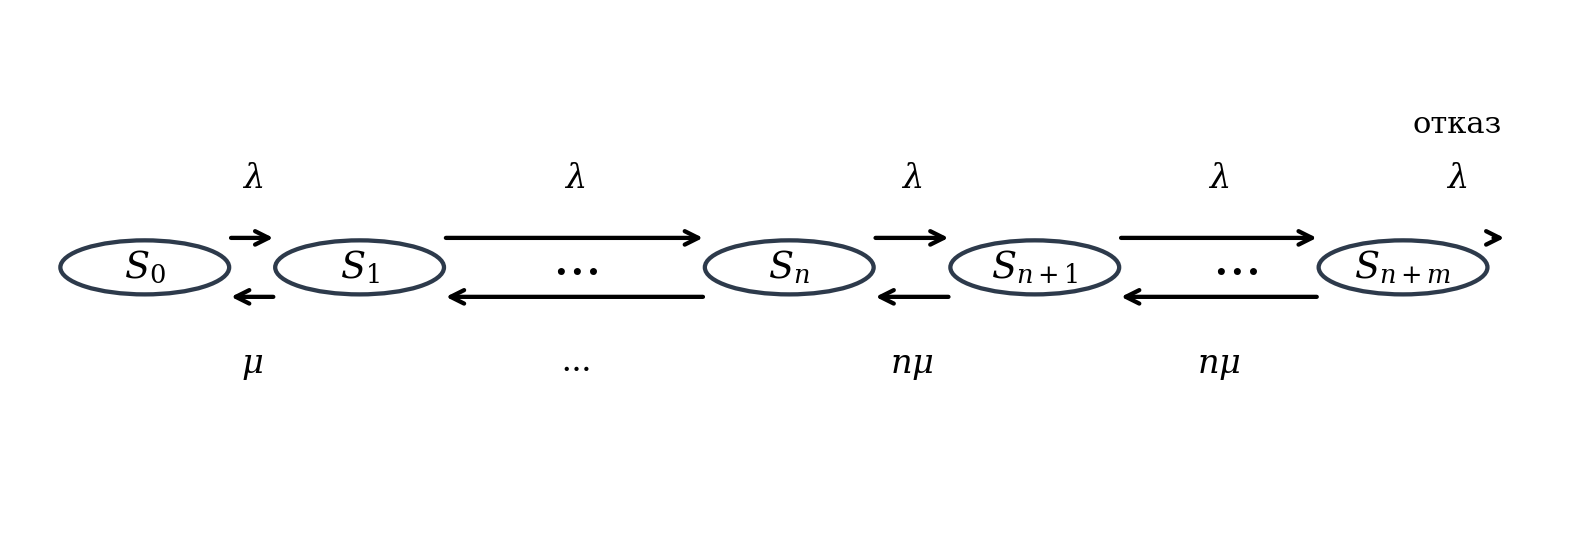 отказ
λ λ λ λ λ
S₀ S₁ ... Sₙ Sₙ₊₁ ... Sₙ₊ₘ
μ ... nμ nμ